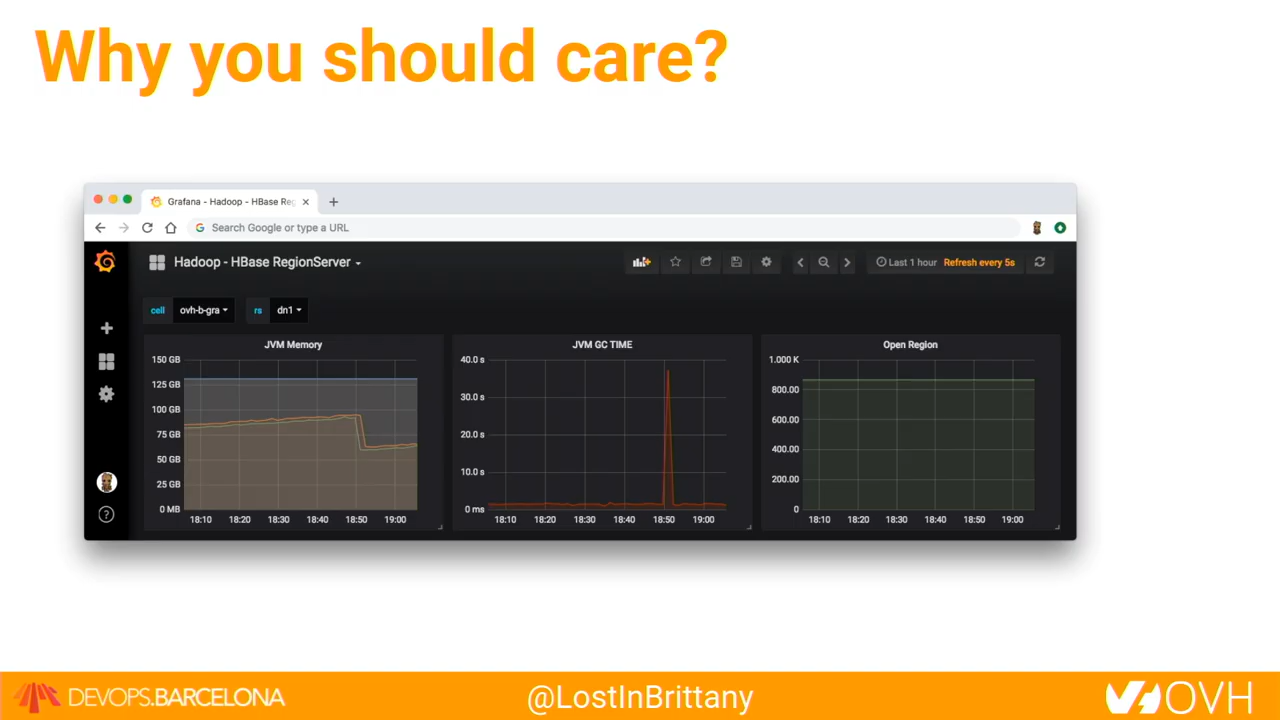 Why you should care?
Grafana - Hadoop - HBase Reg
Search Google or type a URL
Hadoop - HBase RegionServer
Last 1 hour Refresh every 5s
cell ovh-b-gra rs dn1
JVM Memory
150 GB
125 GB
100 GB
75 GB
50 GB
25 GB
0 MB
18:10 18:20 18:30 18:40 18:50 19:00
JVM GC TIME
40.0 s
30.0 s
20.0 s
10.0 s
0 ms
18:10 18:20 18:30 18:40 18:50 19:00
Open Region
1.000 K
800.00
600.00
400.00
200.00
0
18:10 18:20 18:30 18:40 18:50 19:00
DEVOPS.BARCELONA
@LostInBrittany
OVH